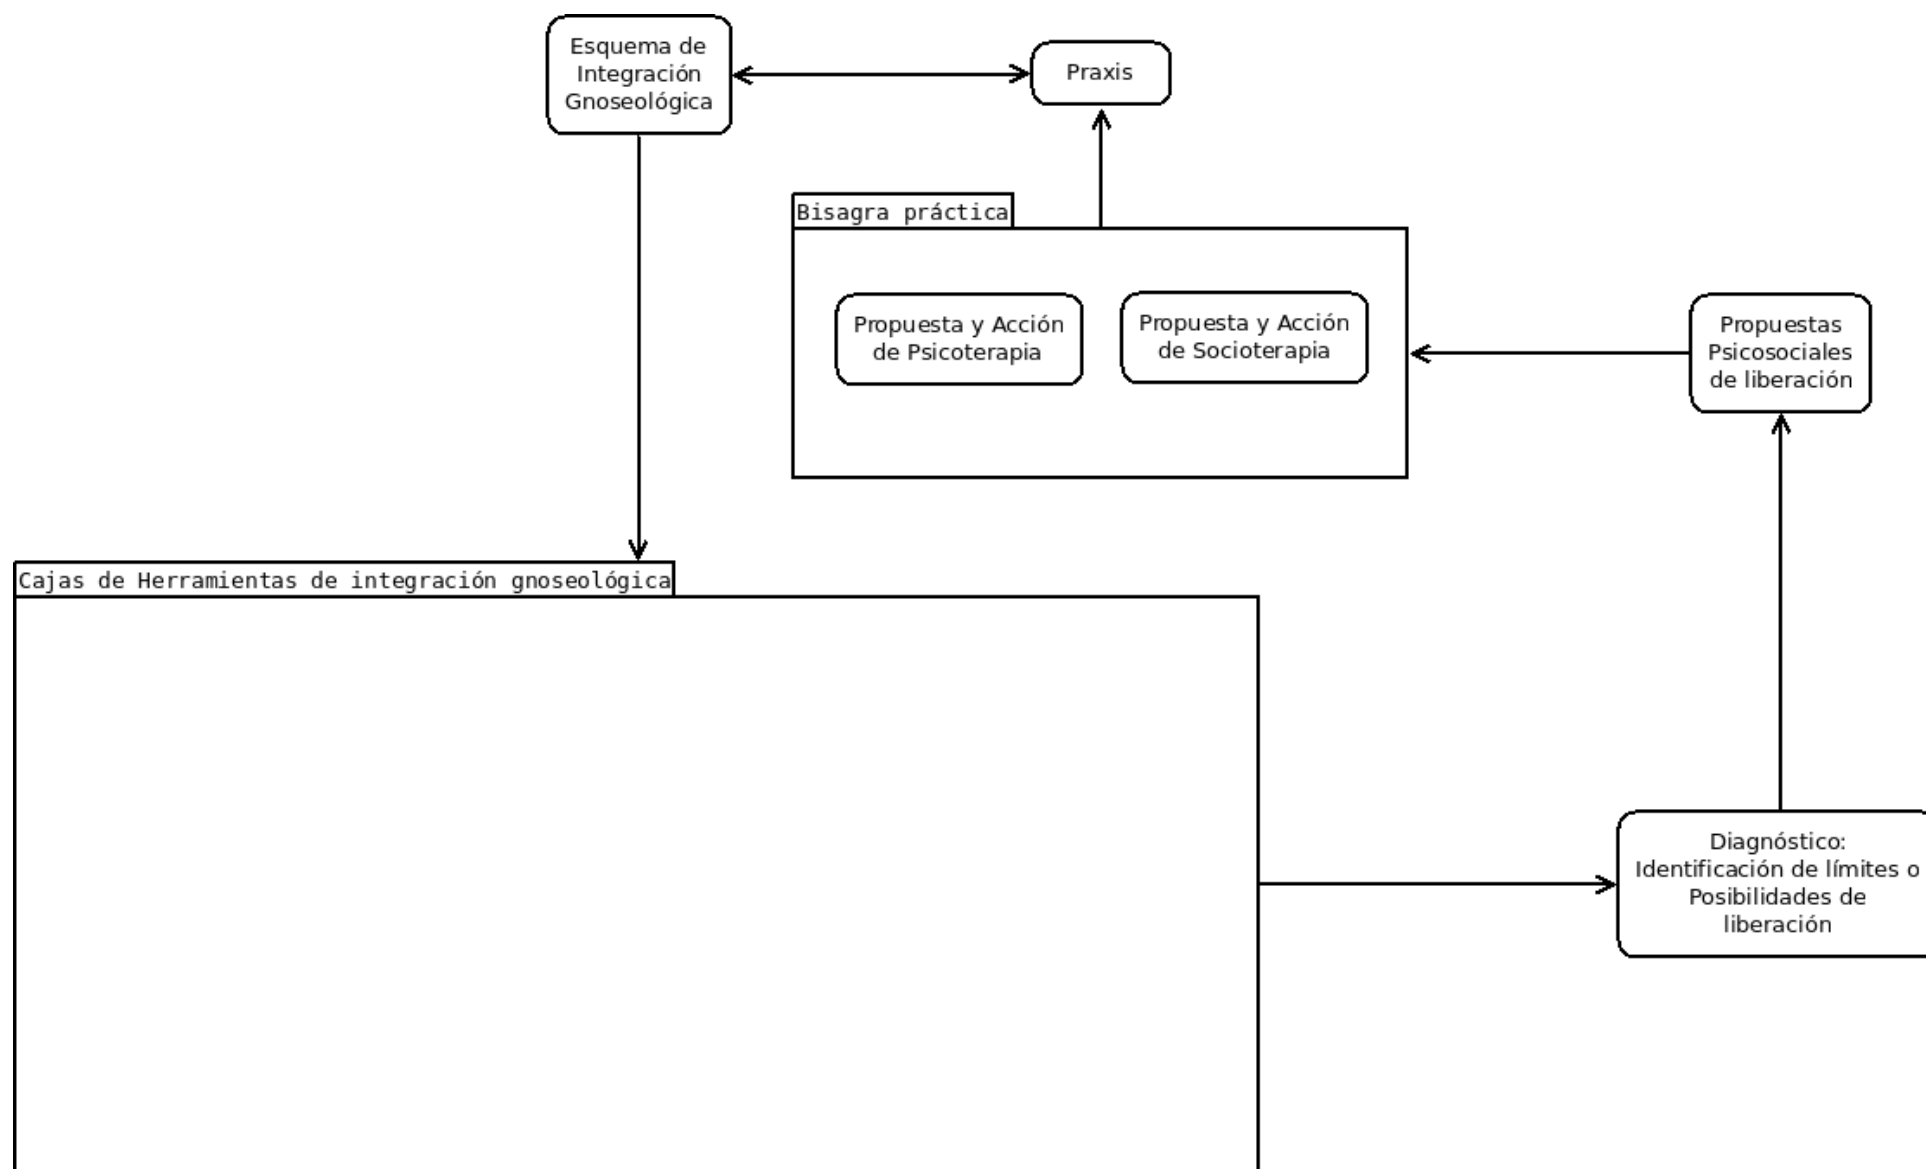 Esquema de
Integración
Gnoseológica
Praxis
Bisagra práctica
Propuesta y Acción
de Psicoterapia
Propuesta y Acción
de Socioterapia
Propuestas
Psicosociales
de liberación
Cajas de Herramientas de integración gnoseológica
Diagnóstico:
Identificación de límites o
Posibilidades de
liberación